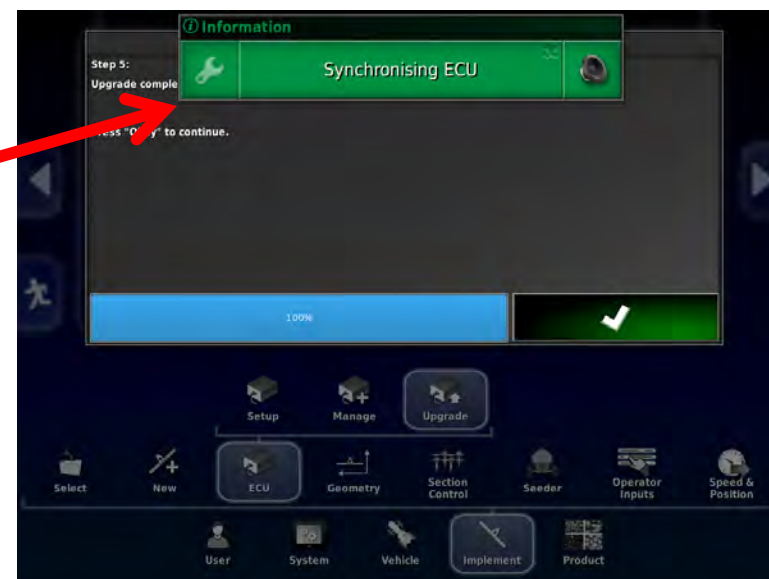 Information
Synchronising ECU
Step 5:
Upgrade comple
to continue.
100%
Setup
Manage
Upgrade
Select
New
ECU
Geometry
Section
Control
Seeder
Operator
Inputs
Speed &
Position
User
System
Vehicle
Implement
Product